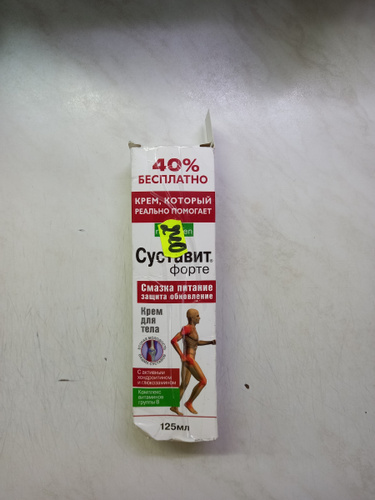 40%
БЕСПЛАТНО
КРЕМ, КОТОРЫЙ
РЕАЛЬНО ПОМОГАЕТ
Суставит®
форте
Смазка питание
защита обновление
Крем
для
тела
С активным
хондроитином
и глюкозамином
Комплекс
витаминов
группы В
125мл